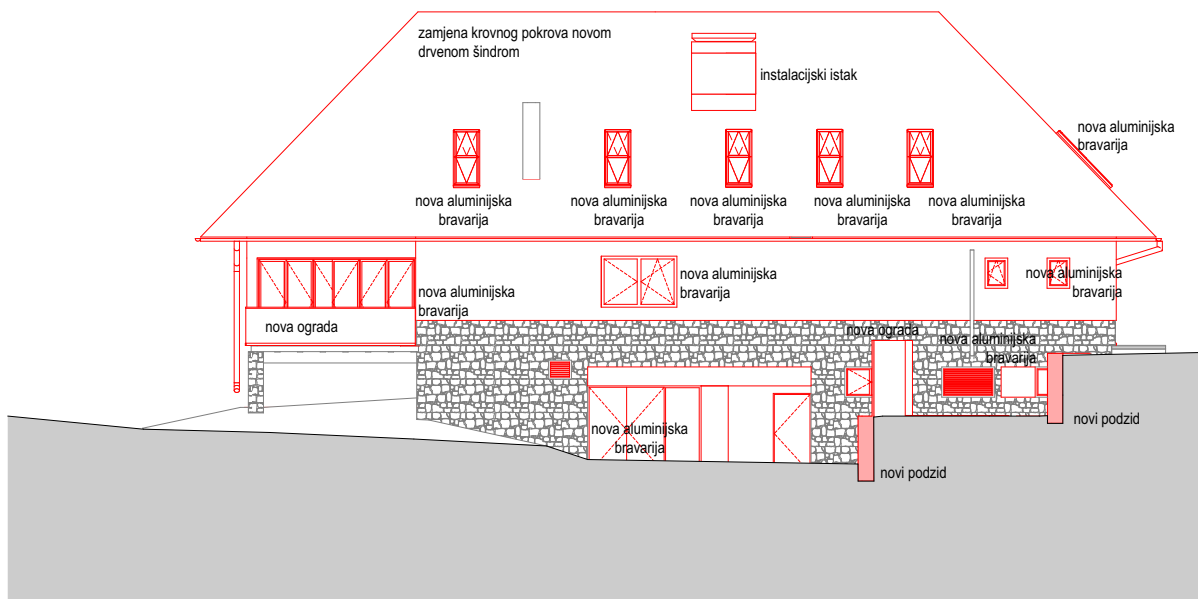 zamjena krovnog pokrova novom
drvenom šindrom
instalacijski istak
nova aluminijska
bravarija
nova aluminijska
bravarija
nova aluminijska
bravarija
nova aluminijska
bravarija
nova aluminijska
bravarija
nova aluminijska
bravarija
nova aluminijska
bravarija
nova aluminijska
bravarija
nova aluminijska
bravarija
nova ograda
nova ograda
nova aluminijska
bravarija
nova aluminijska
bravarija
novi podzid
novi podzid